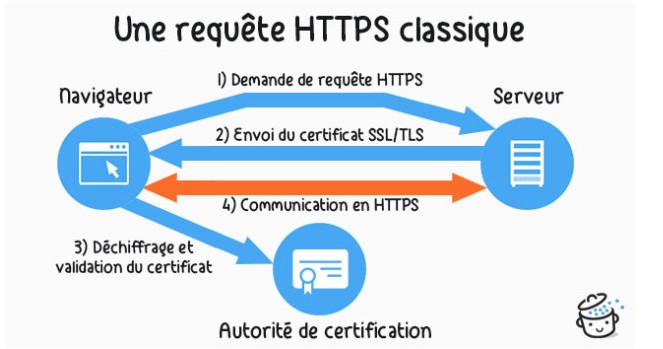 Une requête HTTPS classique
1) Demande de requête HTTPS
Navigateur
Serveur
2) Envoi du certificat SSL/TLS
4) Communication en HTTPS
3) Déchiffrage et
validation du certificat
Autorité de certification